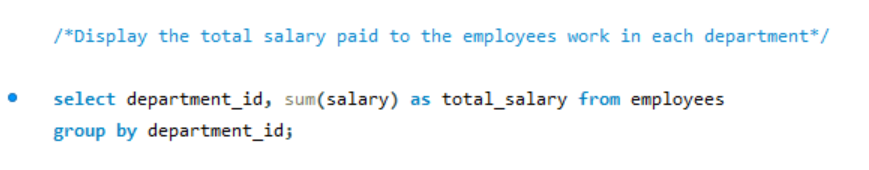 /*Display the total salary paid to the employees work in each department*/
select department_id, sum(salary) as total_salary from employees
group by department_id;